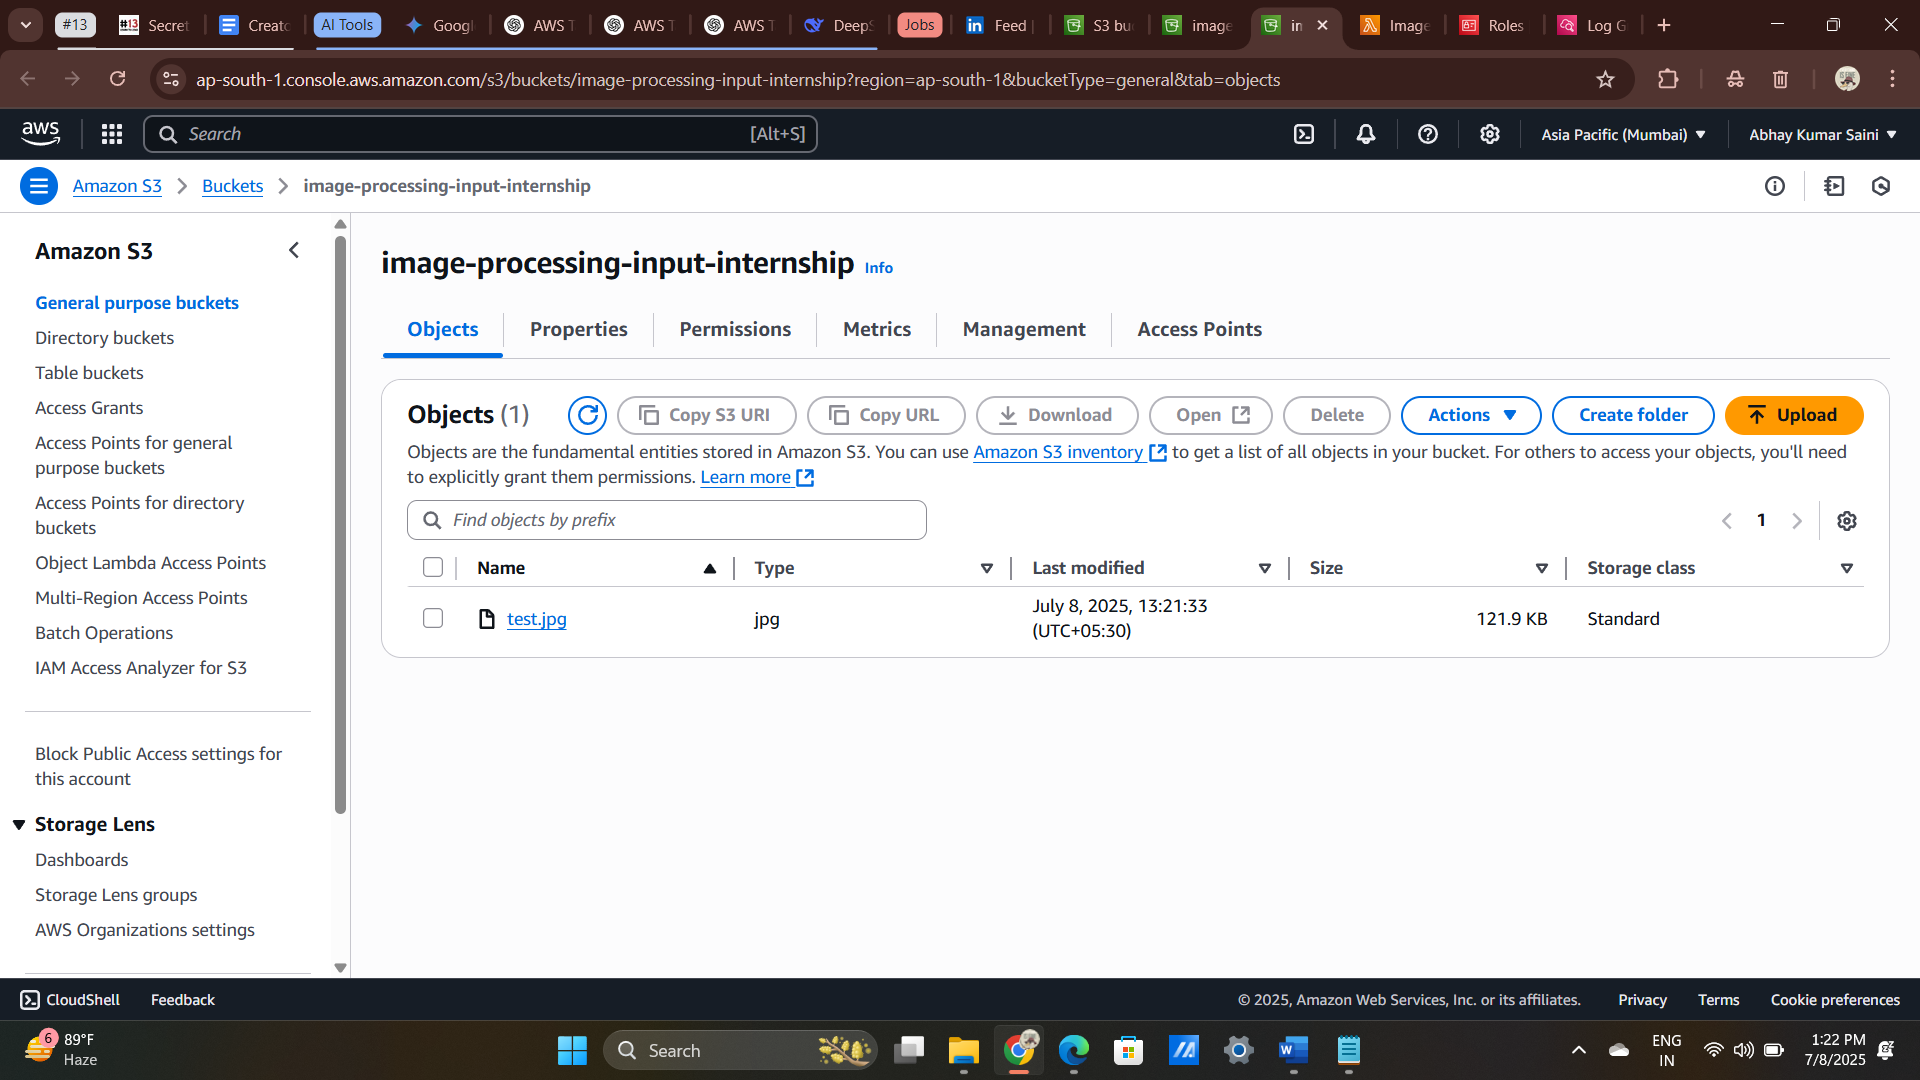 #13
Secret
Creato
AI Tools
Googl
AWS T
AWS T
AWS T
DeepS
Jobs
Feed
S3 bu
image
in
Image
Roles
Log G
ap-south-1.console.aws.amazon.com/s3/buckets/image-processing-input-internship?region=ap-south-1&bucketType=general&tab=objects
aws
Search
[Alt+S]
Asia Pacific (Mumbai)
Abhay Kumar Saini
Amazon S3
Buckets
image-processing-input-internship
Amazon S3
General purpose buckets
Directory buckets
Table buckets
Access Grants
Access Points for general
purpose buckets
Access Points for directory
buckets
Object Lambda Access Points
Multi-Region Access Points
Batch Operations
IAM Access Analyzer for S3
Block Public Access settings for
this account
Storage Lens
Dashboards
Storage Lens groups
AWS Organizations settings
image-processing-input-internship
Info
Objects
Properties
Permissions
Metrics
Management
Access Points
Objects (1)
Copy S3 URI
Copy URL
Download
Open
Delete
Actions
Create folder
Upload
Objects are the fundamental entities stored in Amazon S3. You can use Amazon S3 inventory to get a list of all objects in your bucket. For others to access your objects, you'll need
to explicitly grant them permissions. Learn more
Find objects by prefix
1
Name
Type
Last modified
Size
Storage class
test.jpg
jpg
July 8, 2025, 13:21:33
(UTC+05:30)
121.9 KB
Standard
CloudShell
Feedback
© 2025, Amazon Web Services, Inc. or its affiliates.
Privacy
Terms
Cookie preferences
6
89°F
Haze
Search
ENG
IN
1:22 PM
7/8/2025